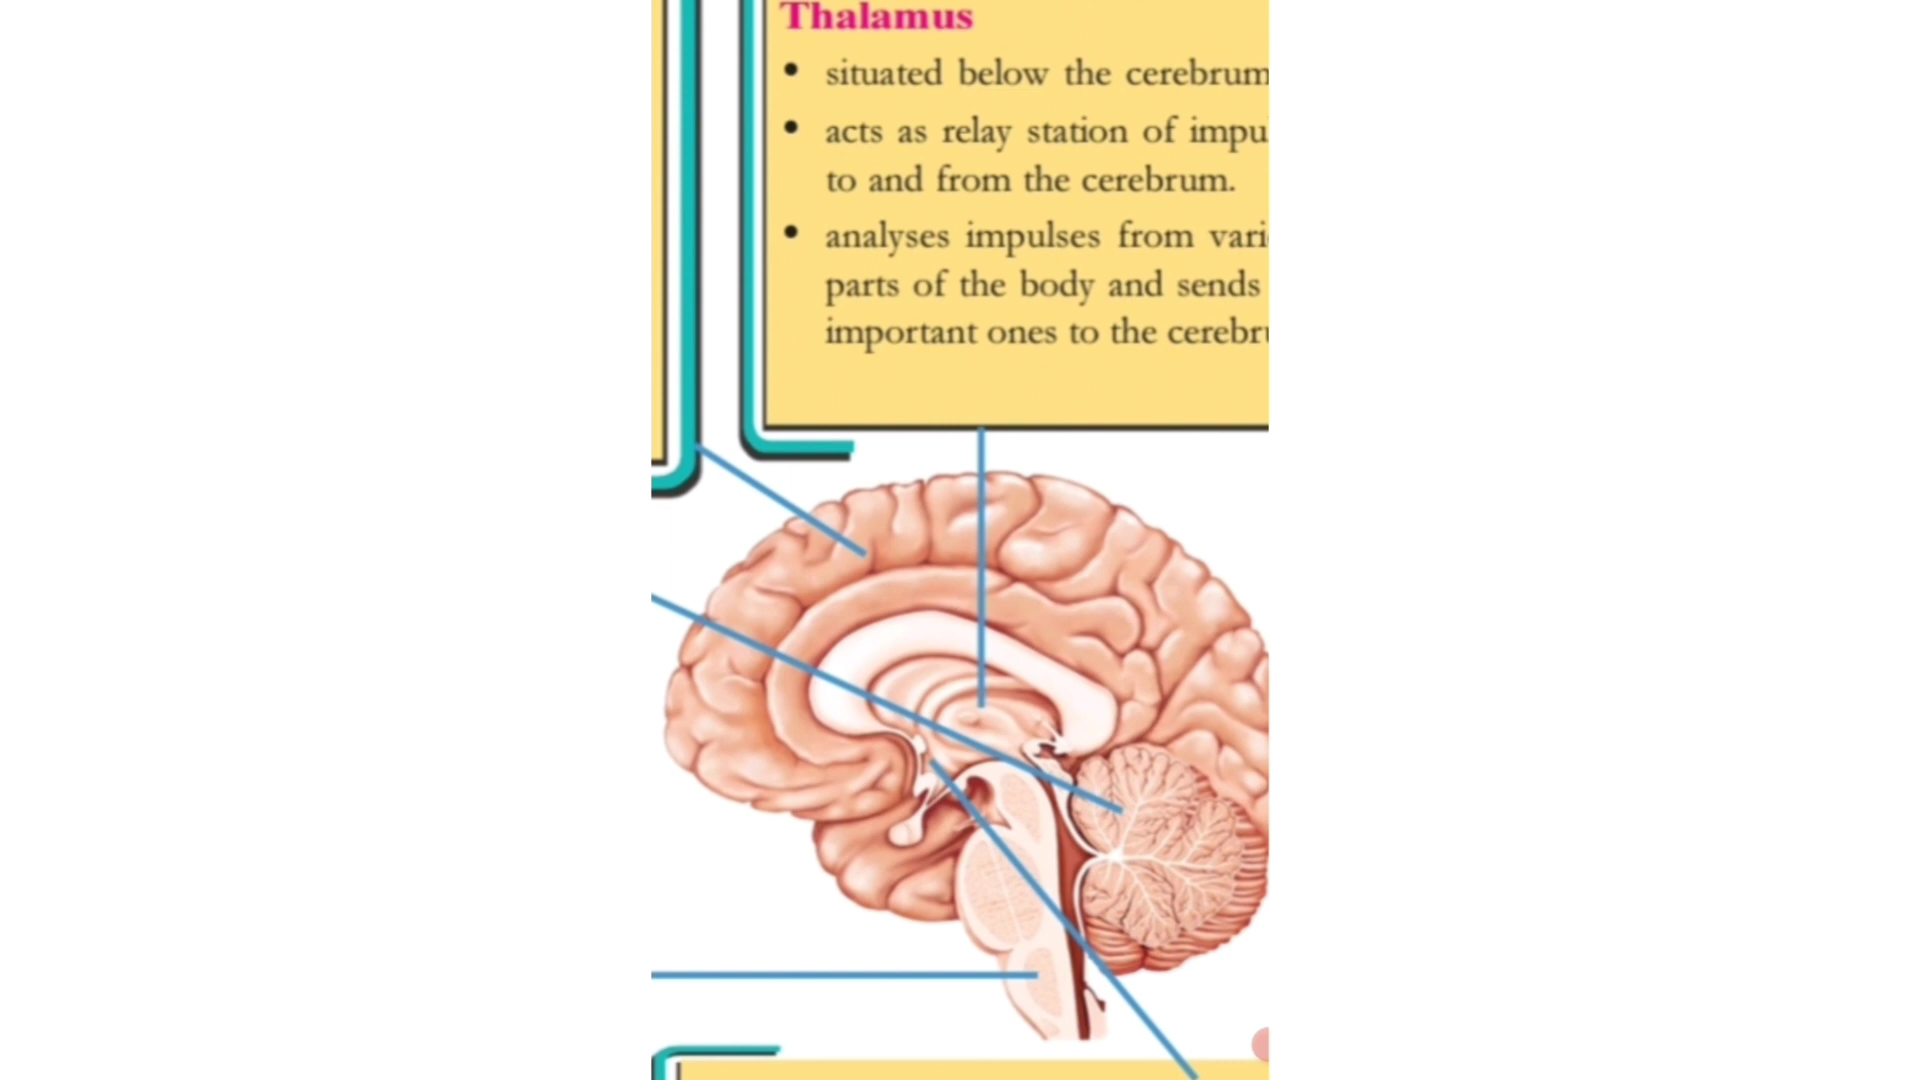 Thalamus
• situated below the cerebrum
• acts as relay station of
to and from the cerebrum.
• analyses impulses from
parts of the body and sends
important ones to the